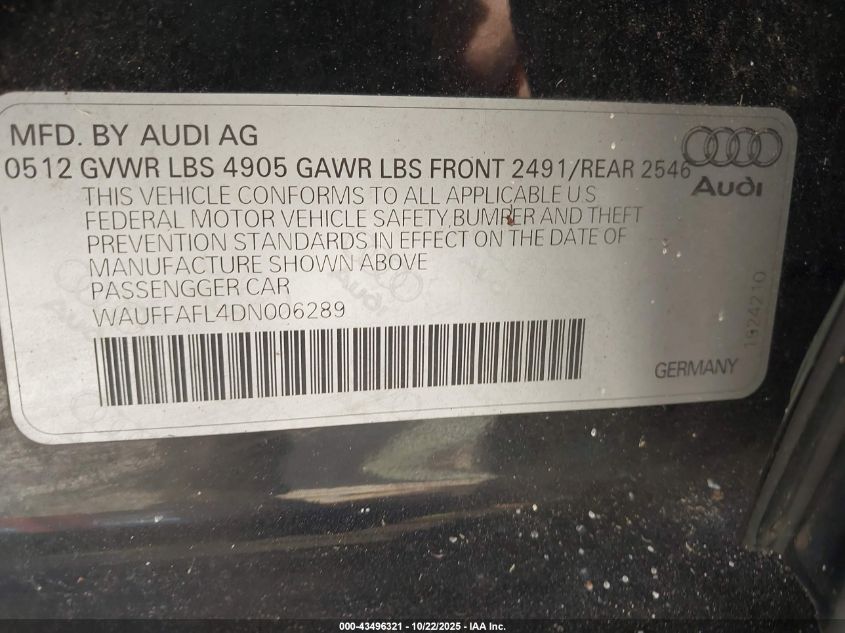 MFD. BY AUDI AG
0512 GVWR LBS 4905 GAWR LBS FRONT 2491/REAR 2546
Audi
THIS VEHICLE CONFORMS TO ALL APPLICABLE U.S
FEDERAL MOTOR VEHICLE SAFETY,BUMPER AND THEFT
PREVENTION STANDARDS IN EFFECT ON THE DATE OF
MANUFACTURE SHOWN ABOVE
PASSENGGER CAR
WAUFFAFL4DN006289
1924210
GERMANY
000-43496321 - 10/22/2025 - IAA Inc.